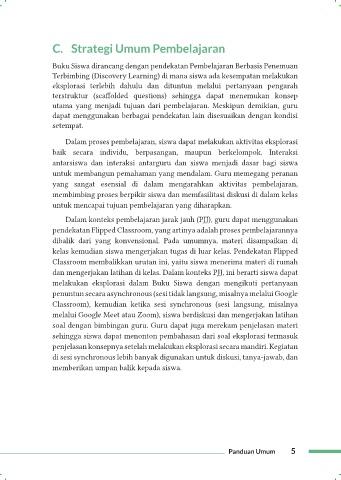 C. Strategi Umum Pembelajaran
Buku Siswa dirancang dengan pendekatan Pembelajaran Berbasis Penemuan
Terbimbing (Discovery Learning) di mana siswa ada kesempatan melakukan
eksplorasi terlebih dahulu dan dituntun melalui pertanyaan pengarah
terstruktur (scaffolded questions) sehingga dapat menemukan konsep
utama yang menjadi tujuan dari pembelajaran. Meskipun demikian, guru
dapat menggunakan berbagai pendekatan lain disesuaikan dengan kondisi
setempat.
Dalam proses pembelajaran, siswa dapat melakukan aktivitas eksplorasi
baik secara individu, berpasangan, maupun berkelompok. Interaksi
antarsiswa dan interaksi antarguru dan siswa menjadi dasar bagi siswa
untuk membangun pemahaman yang mendalam. Guru memegang peranan
yang sangat esensial di dalam mengarahkan aktivitas pembelajaran,
membimbing proses berpikir siswa dan memfasilitasi diskusi di dalam kelas
untuk mencapai tujuan pembelajaran yang diharapkan.
Dalam konteks pembelajaran jarak jauh (PJJ), guru dapat menggunakan
pendekatan Flipped Classroom, yang artinya adalah proses pembelajarannya
dibalik dari yang konvensional. Pada umumnya, materi disampaikan di
kelas kemudian siswa mengerjakan tugas di luar kelas. Pendekatan Flipped
Classroom membalikkan urutan ini, yaitu siswa menerima materi di rumah
dan mengerjakan latihan di kelas. Dalam konteks PJJ, ini berarti siswa dapat
melakukan eksplorasi dalam Buku Siswa dengan mengikuti pertanyaan
penuntun secara asynchronous (sesi tidak langsung, misalnya melalui Google
Classroom), kemudian ketika sesi synchronous (sesi langsung, misalnya
melalui Google Meet atau Zoom), siswa berdiskusi dan mengerjakan latihan
soal dengan bimbingan guru. Guru dapat juga merekam penjelasan materi
sehingga siswa dapat menonton pembahasan dari soal eksplorasi termasuk
penjelasan konsepnya setelah melakukan eksplorasi secara mandiri. Kegiatan
di sesi synchronous lebih banyak digunakan untuk diskusi, tanya-jawab, dan
memberikan umpan balik kepada siswa.
Panduan Umum 5